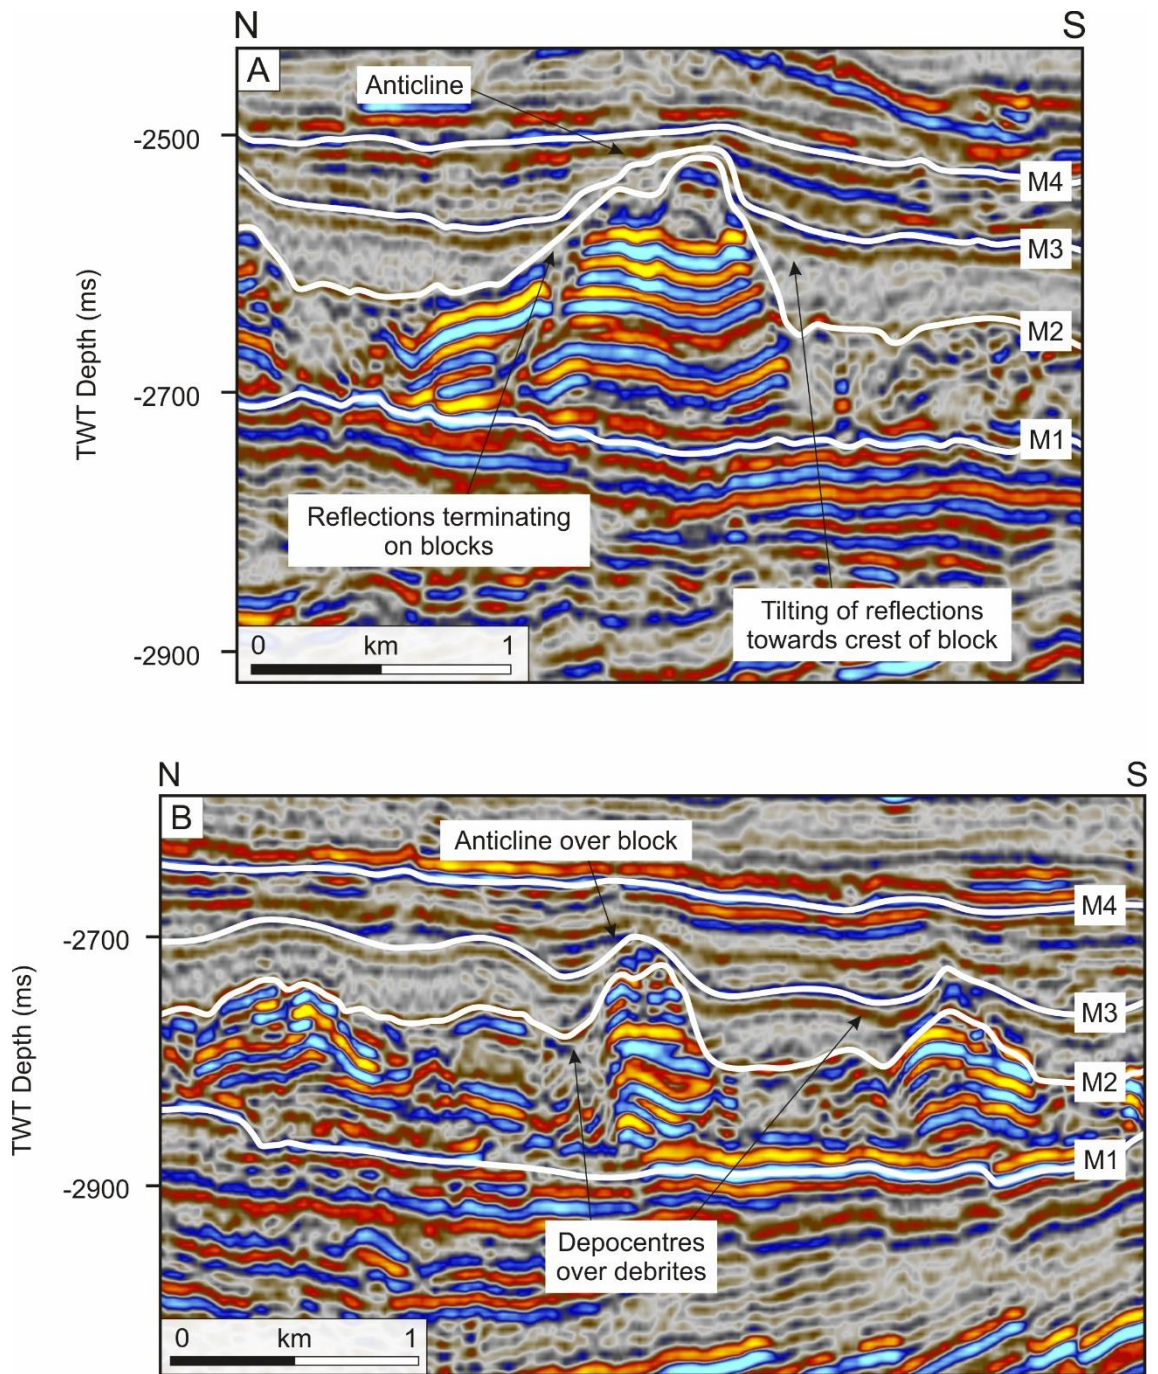 N
S
A
Anticline
-2500
M4
M3
TWT Depth (ms)
M2
-2700
M1
Reflections terminating
on blocks
Tilting of reflections
towards crest of block
0 km 1
-2900
N
S
B
Anticline over block
M4
-2700
TWT Depth (ms)
M3
M2
M1
-2900
Depocentres
over debrites
0 km 1